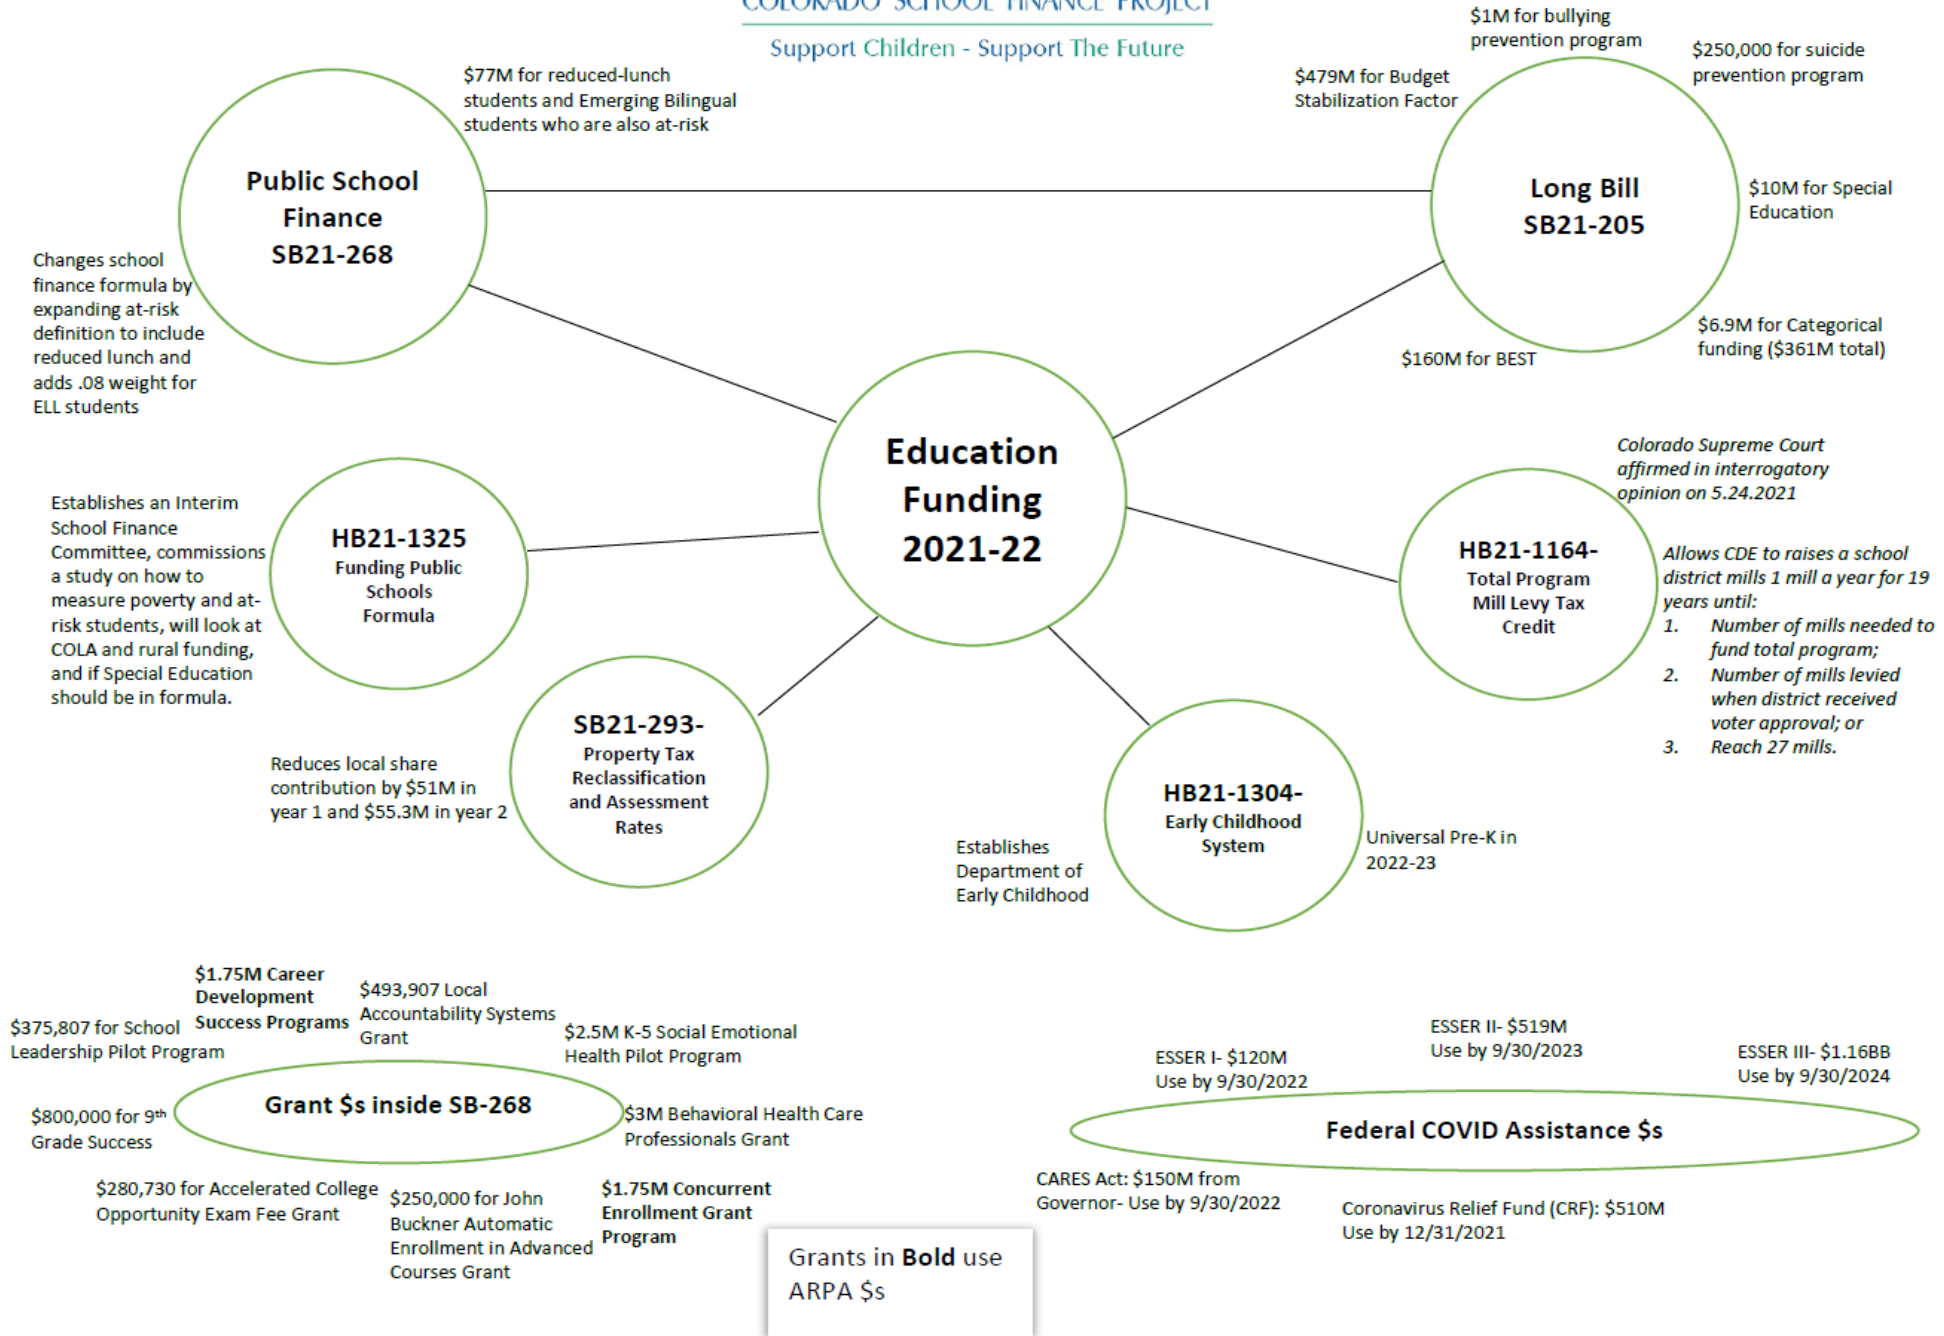 COLORADO SCHOOL FINANCE PROJECT
Support Children - Support The Future
$77M for reduced-lunch
students and Emerging Bilingual
students who are also at-risk
Public School
Finance
SB21-268
Changes school
finance formula by
expanding at-risk
definition to include
reduced lunch and
adds .08 weight for
ELL students
$1M for bullying
prevention program
$250,000 for suicide
prevention program
$479M for Budget
Stabilization Factor
Long Bill
SB21-205
$10M for Special
Education
$6.9M for Categorical
funding ($361M total)
$160M for BEST
Education
Funding
2021-22
Establishes an Interim
School Finance
Committee, commissions
a study on how to
measure poverty and at-
risk students, will look at
COLA and rural funding,
and if Special Education
should be in formula.
HB21-1325
Funding Public
Schools
Formula
Colorado Supreme Court
affirmed in interrogatory
opinion on 5.24.2021
HB21-1164-
Total Program
Mill Levy Tax
Credit
Allows CDE to raises a school
district mills 1 mill a year for 19
years until:
1. Number of mills needed to
fund total program;
2. Number of mills levied
when district received
voter approval; or
3. Reach 27 mills.
SB21-293-
Property Tax
Reclassification
and Assessment
Rates
Reduces local share
contribution by $51M in
year 1 and $55.3M in year 2
HB21-1304-
Early Childhood
System
Establishes
Department of
Early Childhood
Universal Pre-K in
2022-23
$375,807 for School
Leadership Pilot Program
$1.75M Career
Development
Success Programs
$493,907 Local
Accountability Systems
Grant
$2.5M K-5 Social Emotional
Health Pilot Program
Grant $s inside SB-268
$800,000 for 9th
Grade Success
$3M Behavioral Health Care
Professionals Grant
$280,730 for Accelerated College
Opportunity Exam Fee Grant
$250,000 for John
Buckner Automatic
Enrollment in Advanced
Courses Grant
$1.75M Concurrent
Enrollment Grant
Program
Grants in Bold use
ARPA $s
ESSER I- $120M
Use by 9/30/2022
ESSER II- $519M
Use by 9/30/2023
ESSER III- $1.16BB
Use by 9/30/2024
Federal COVID Assistance $s
CARES Act: $150M from
Governor- Use by 9/30/2022
Coronavirus Relief Fund (CRF): $510M
Use by 12/31/2021